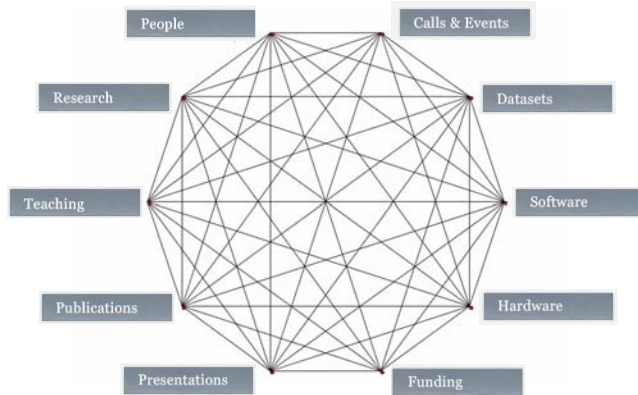 People
Calls & Events
Research
Datasets
Teaching
Software
Publications
Hardware
Presentations
Funding